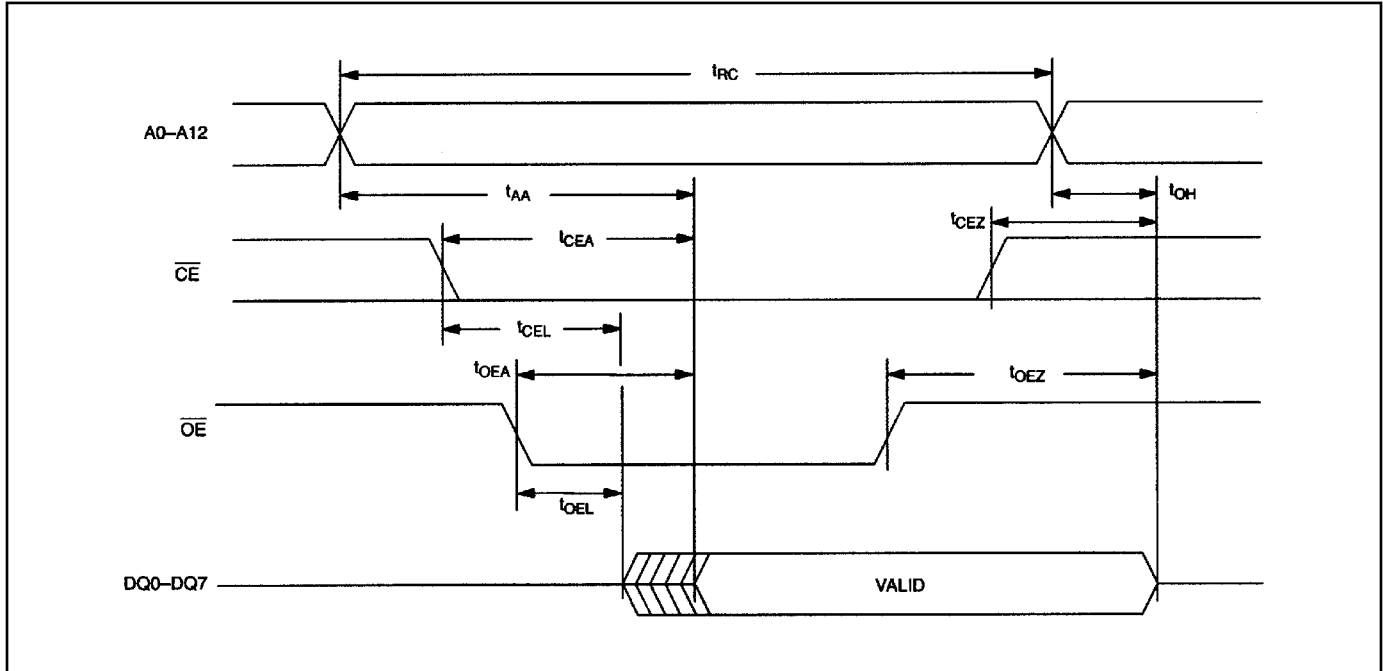 tRC
A0–A12
tAA
tOH
tCEZ
tCEA
CE
tCEL
tOEA
tOEZ
OE
tOEL
DQ0–DQ7
VALID